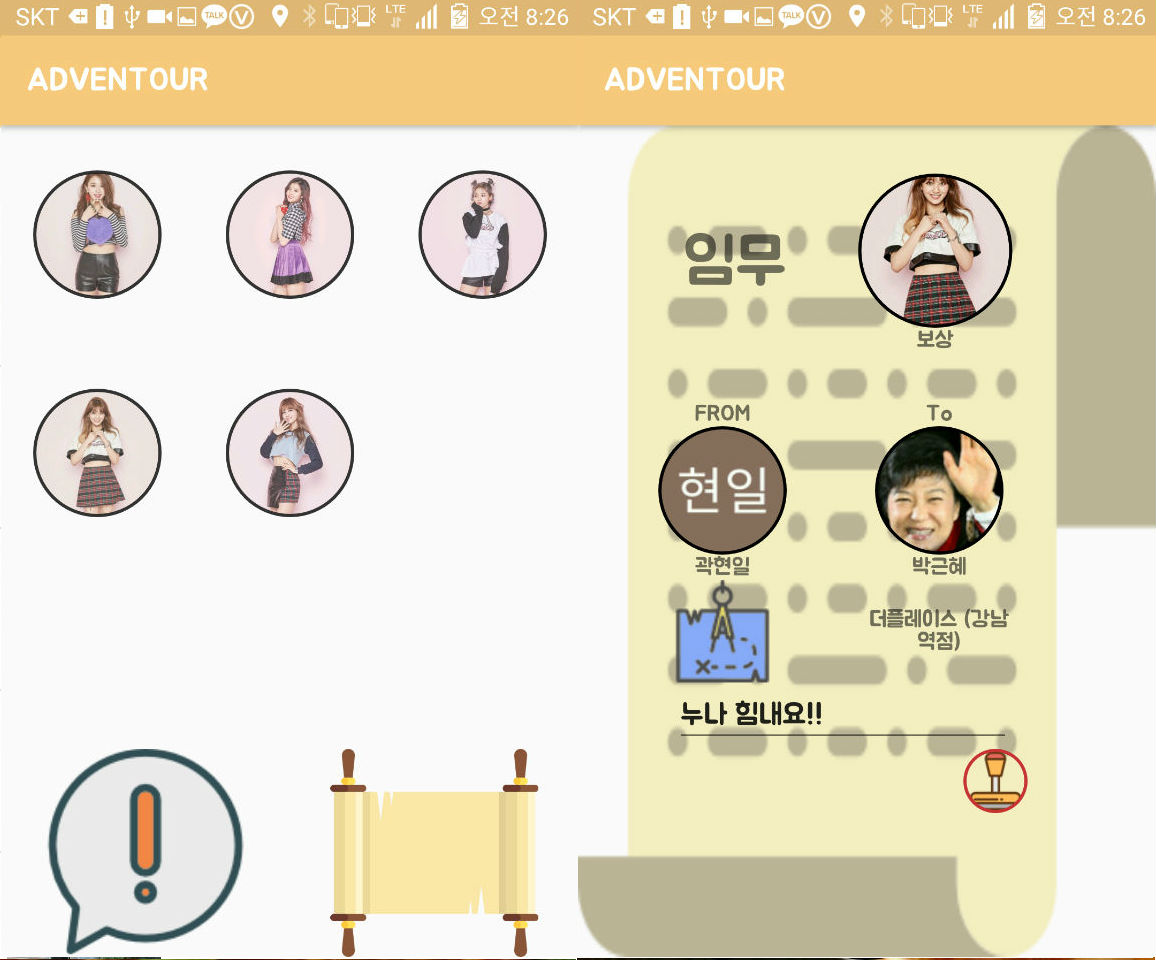 SKT TALK V LTE 오전 8:26
ADVENTOUR
SKT TALK V LTE 오전 8:26
ADVENTOUR
임무
보상
FROM
To
현일
곽현일
박근혜
W
더플레이스 (강남
역점)
누나 힘내요!!